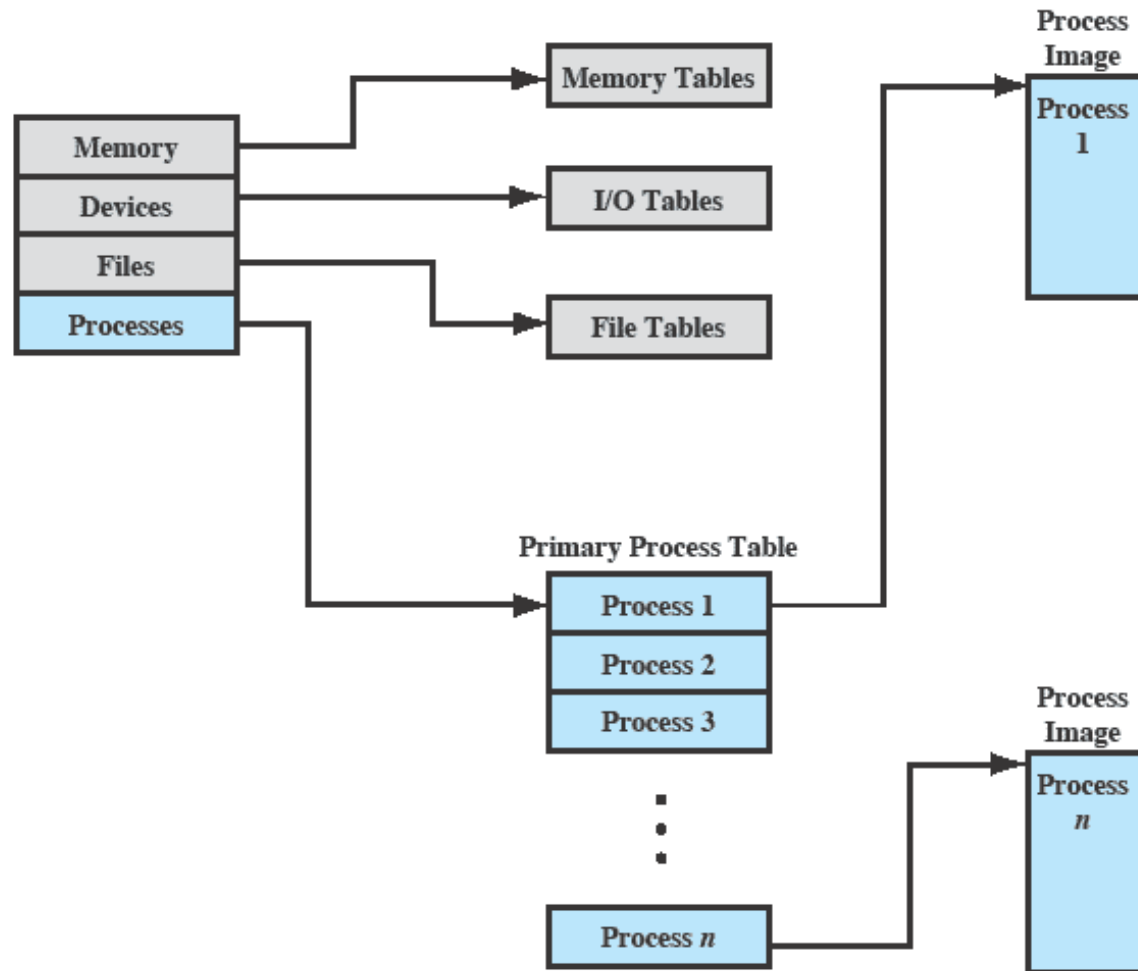 Memory
Devices
Files
Processes
Memory Tables
I/O Tables
File Tables
Primary Process Table
Process 1
Process 2
Process 3
Process n
Process
Image
Process
1
Process
Image
Process
n